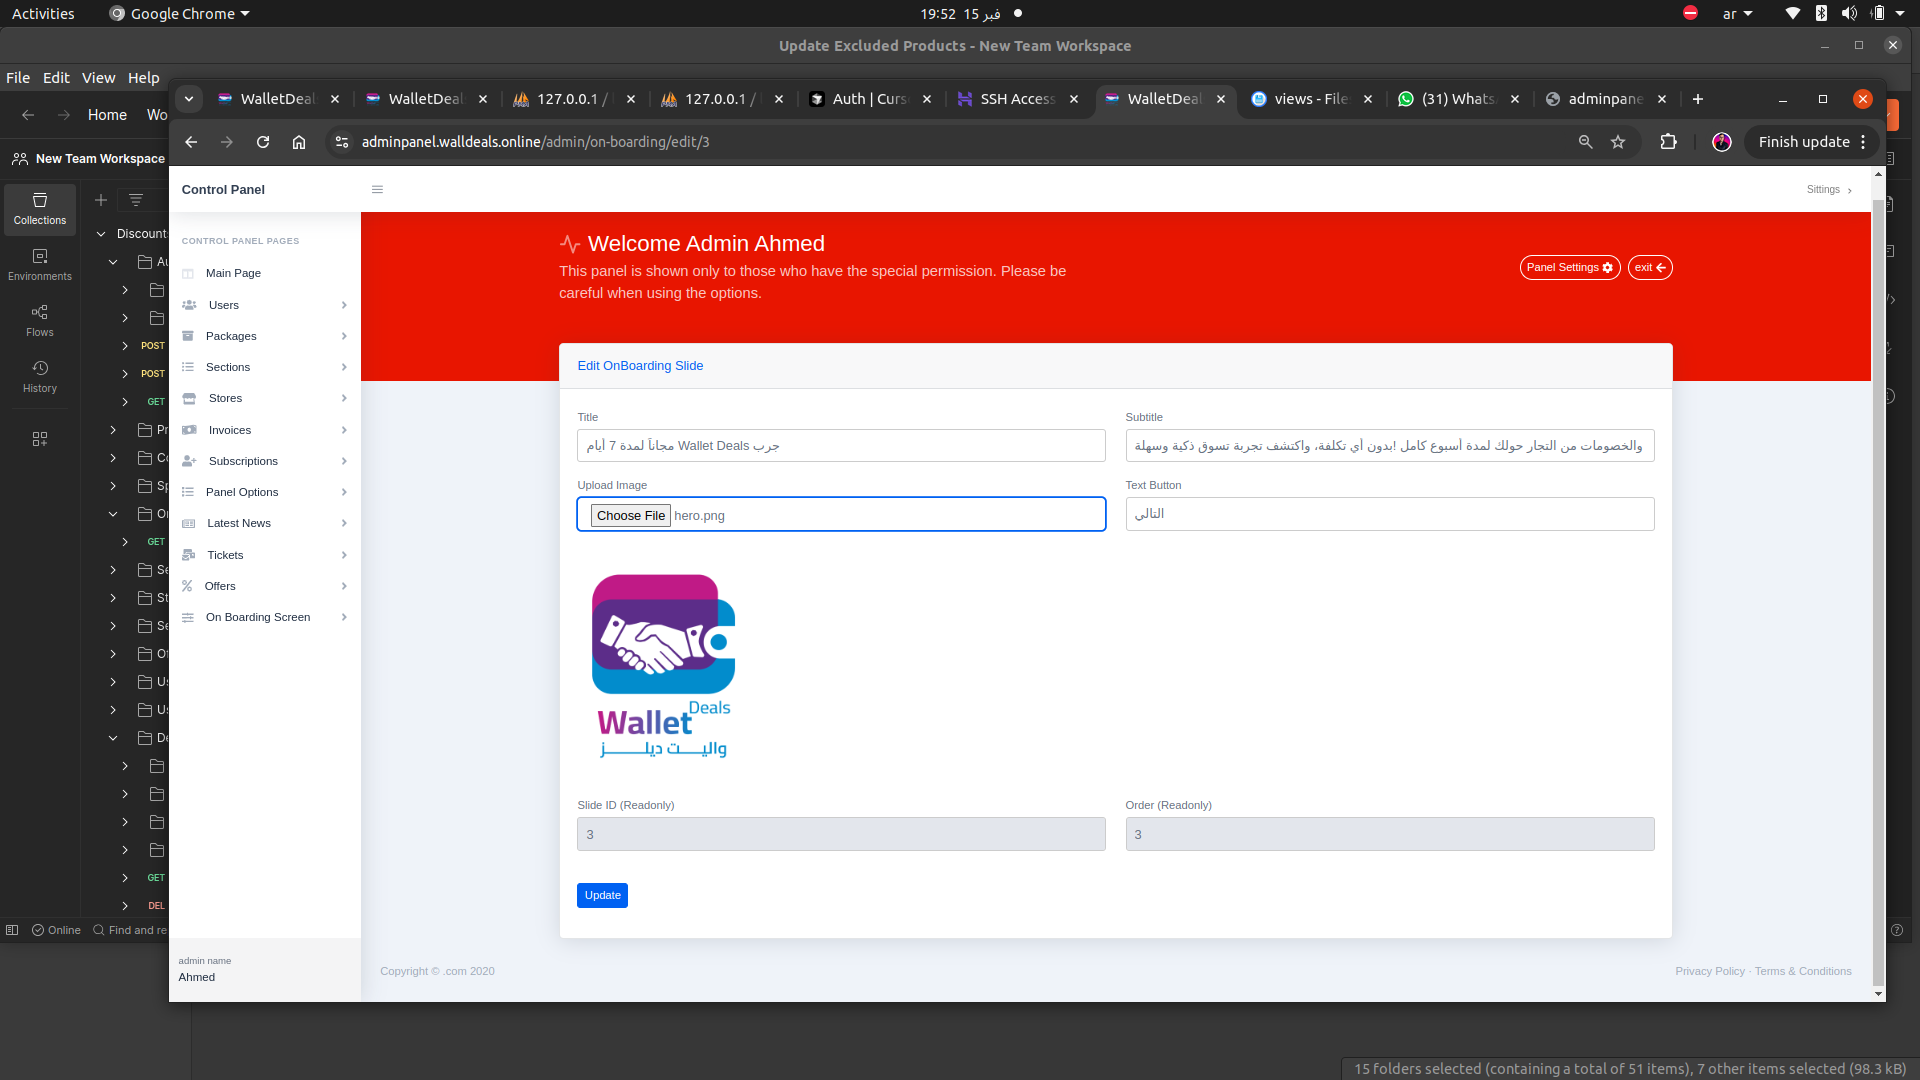 Activities
Google Chrome
19:52 15 فبر
ar
Update Excluded Products - New Team Workspace
File Edit View Help
Home
New Team Workspace
Collections
Environments
Flows
History
POST
POST
GET
GET
GET
DEL
Online
Find and re
WalletDeal
WalletDeal
127.0.0.1 /
127.0.0.1 /
Auth | Curs
SSH Access
WalletDeal
views - File
(31) Whats
adminpane
adminpanel.walldeals.online/admin/on-boarding/edit/3
Finish update
Control Panel
Sittings
CONTROL PANEL PAGES
Main Page
Users
Packages
Sections
Stores
Invoices
Subscriptions
Panel Options
Latest News
Tickets
Offers
On Boarding Screen
admin name
Ahmed
Welcome Admin Ahmed
This panel is shown only to those who have the special permission. Please be
careful when using the options.
Panel Settings
exit
Edit OnBoarding Slide
Title
Subtitle
جرب Wallet Deals مجاناً لمدة 7 أيام
والخصومات من التجار حولك لمدة أسبوع كامل !بدون أي تكلفة، واكتشف تجربة تسوق ذكية وسهلة
Upload Image
Text Button
Choose File hero.png
التالي
Wallet Deals
واليت ديلز
Slide ID (Readonly)
Order (Readonly)
3
3
Update
Copyright © .com 2020
Privacy Policy · Terms & Conditions
15 folders selected (containing a total of 51 items), 7 other items selected (98.3 kB)